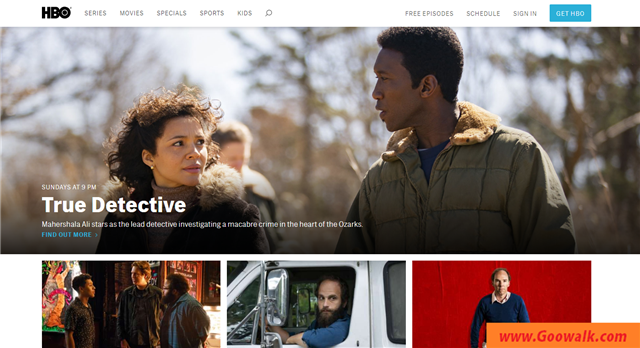 HBO SERIES MOVIES SPECIALS SPORTS KIDS FREE EPISODES SCHEDULE SIGN IN GET HBO
SUNDAYS AT 9 PM
True Detective
Mahershala Ali stars as the lead detective investigating a macabre crime in the heart of the Ozarks.
FIND OUT MORE
www.Goowalk.com